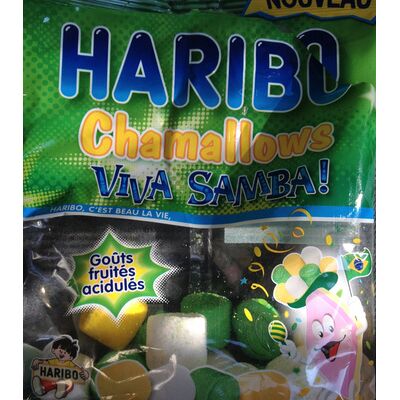 NOUVEAU
HARIBO
Chamallows
VIVA SAMBA!
HARIBO, C'EST BEAU LA VIE,
Goûts
fruités
acidulés
HARIBO